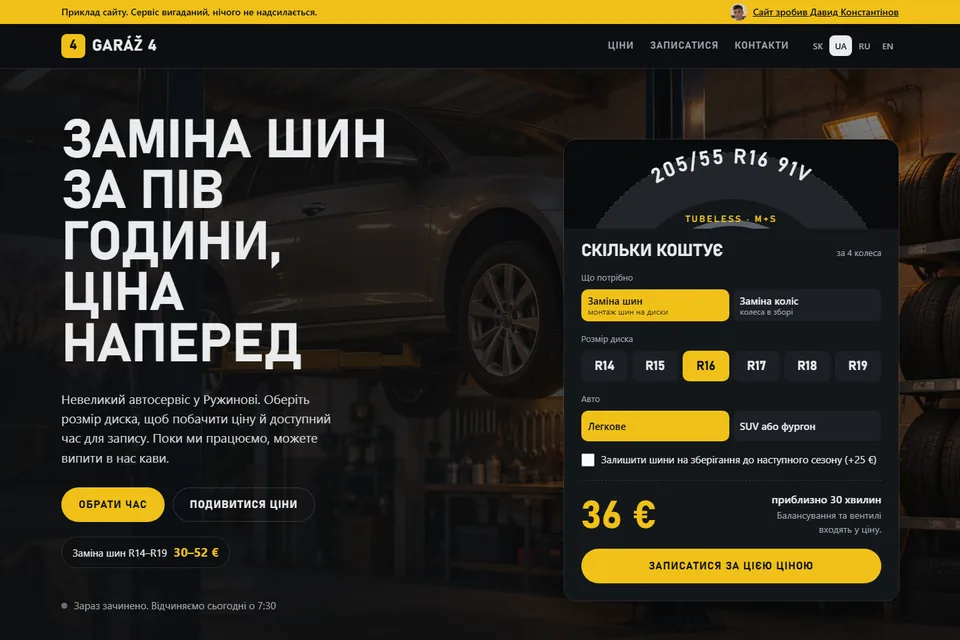 Приклад сайту. Сервіс вигаданий, нічого не надсилається.
Сайт зробив Давид Константінов
4 GARÁŽ 4
ЦІНИ ЗАПИСАТИСЯ КОНТАКТИ SK UA RU EN
ЗАМІНА ШИН
ЗА ПІВ
ГОДИНИ,
ЦІНА
НАПЕРЕД
Невеликий автосервіс у Ружинові. Оберіть
розмір диска, щоб побачити ціну й доступний
час для запису. Поки ми працюємо, можете
випити в нас кави.
ОБРАТИ ЧАС ПОДИВИТИСЯ ЦІНИ
Заміна шин R14–R19 30–52 €
Зараз зачинено. Відчиняємо сьогодні о 7:30
205/55 R16 91V
TUBELESS · M+S
СКІЛЬКИ КОШТУЄ за 4 колеса
Що потрібно
Заміна шин
монтаж шин на диски
Заміна коліс
колеса в зборі
Розмір диска
R14 R15 R16 R17 R18 R19
Авто
Легкове SUV або фургон
Залишити шини на зберігання до наступного сезону (+25 €)
36 €
приблизно 30 хвилин
Балансування та вентилі
входять у ціну.
ЗАПИСАТИСЯ ЗА ЦІЄЮ ЦІНОЮ